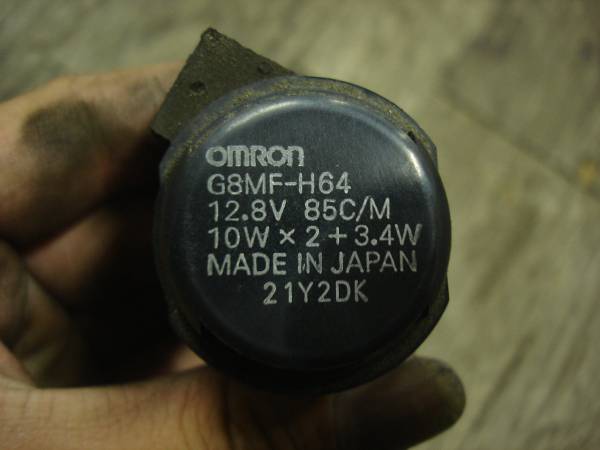 OMRON
G8MF-H64
12.8V 85C/M
10W × 2 + 3.4W
MADE IN JAPAN
21Y2DK